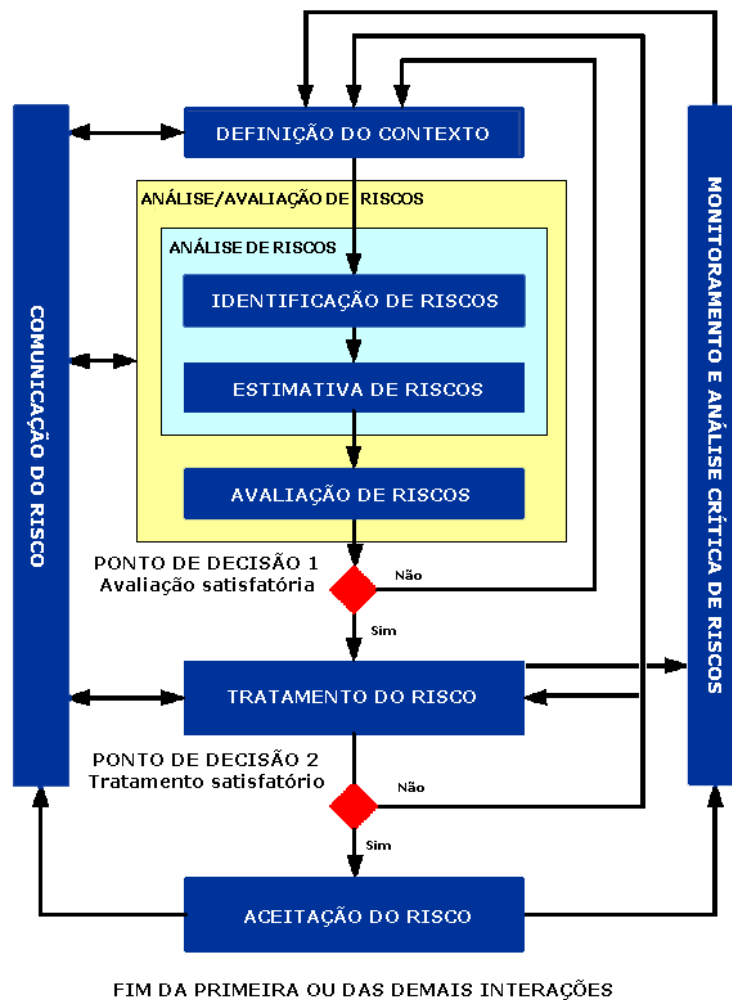 DEFINIÇÃO DO CONTEXTO
ANÁLISE/AVALIAÇÃO DE RISCOS
ANÁLISE DE RISCOS
IDENTIFICAÇÃO DE RISCOS
ESTIMATIVA DE RISCOS
AVALIAÇÃO DE RISCOS
COMUNICAÇÃO DO RISCO
MONITORAMENTO E ANÁLISE CRÍTICA DE RISCOS
PONTO DE DECISÃO 1
Avaliação satisfatória
Não
Sim
TRATAMENTO DO RISCO
PONTO DE DECISÃO 2
Tratamento satisfatório
Não
Sim
ACEITAÇÃO DO RISCO
FIM DA PRIMEIRA OU DAS DEMAIS INTERAÇÕES